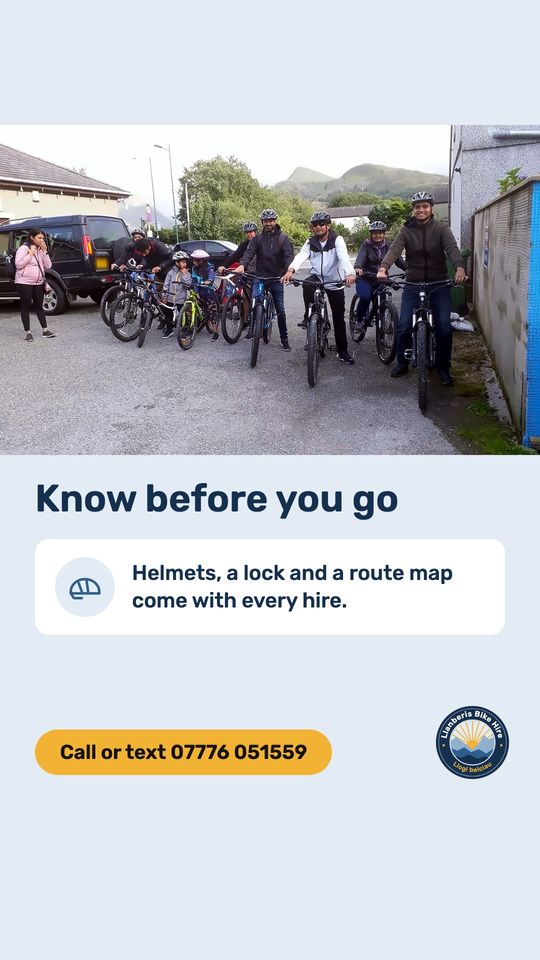 Know before you go
Helmets, a lock and a route map
come with every hire.
Call or text 07776 051559
Llanberis Bike Hire
Llogi beiciau